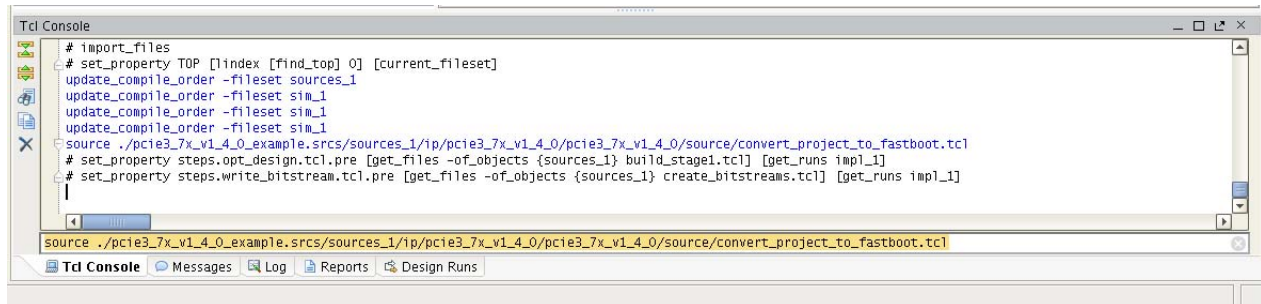 Tcl Console
# import_files
# set_property TOP [lindex [find_top] 0] [current_fileset]
update_compile_order -fileset sources_1
update_compile_order -fileset sim_1
update_compile_order -fileset sim_1
update_compile_order -fileset sim_1
source ./pcie3_7x_v1_4_0_example.srcs/sources_1/ip/pcie3_7x_v1_4_0/pcie3_7x_v1_4_0/source/convert_project_to_fastboot.tcl
# set_property steps.opt_design.tcl.pre [get_files -of_objects {sources_1} build_stage1.tcl] [get_runs impl_1]
# set_property steps.write_bitstream.tcl.pre [get_files -of_objects {sources_1} create_bitstreams.tcl] [get_runs impl_1]
source ./pcie3_7x_v1_4_0_example.srcs/sources_1/ip/pcie3_7x_v1_4_0/pcie3_7x_v1_4_0/source/convert_project_to_fastboot.tcl
Tcl Console Messages Log Reports Design Runs